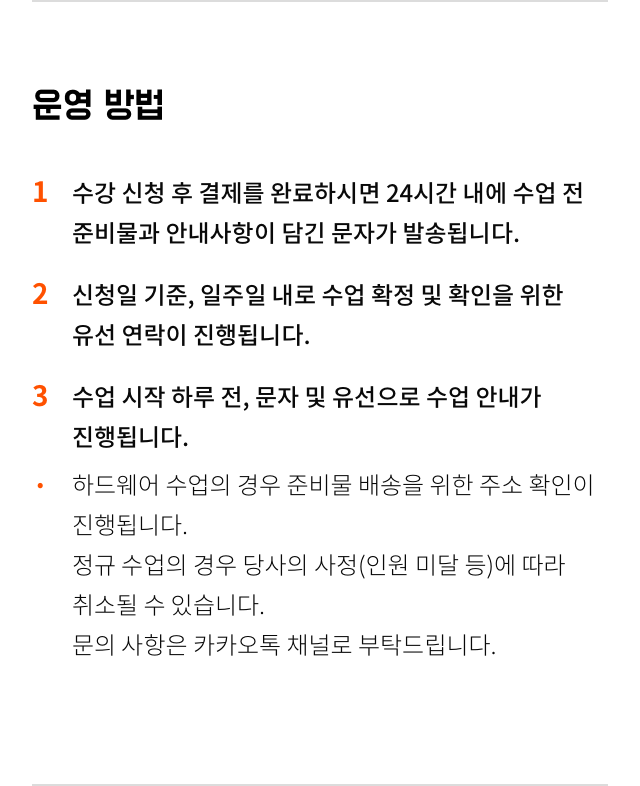 운영 방법
1 수강 신청 후 결제를 완료하시면 24시간 내에 수업 전
준비물과 안내사항이 담긴 문자가 발송됩니다.
2 신청일 기준, 일주일 내로 수업 확정 및 확인을 위한
유선 연락이 진행됩니다.
3 수업 시작 하루 전, 문자 및 유선으로 수업 안내가
진행됩니다.
• 하드웨어 수업의 경우 준비물 배송을 위한 주소 확인이
진행됩니다.
정규 수업의 경우 당사의 사정(인원 미달 등)에 따라
취소될 수 있습니다.
문의 사항은 카카오톡 채널로 부탁드립니다.